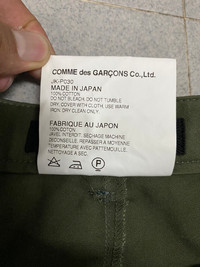 COMME des GARÇONS Co., Ltd.
JK-P030
MADE IN JAPAN
100% COTTON
DO NOT BLEACH. DO NOT TUMBLE
DRY. COVER WITH CLOTH. USE WARM
IRON. DRY CLEAN ONLY.
FABRIQUE AU JAPON
100% COTON
JAVEL INTERDIT. SECHAGE MACHINE
DECONSEILLE. REPASSER A MOYENNE
TEMPERATURE AVEC PATTEMOUILLE.
NETTOYAGE A SEC.
P